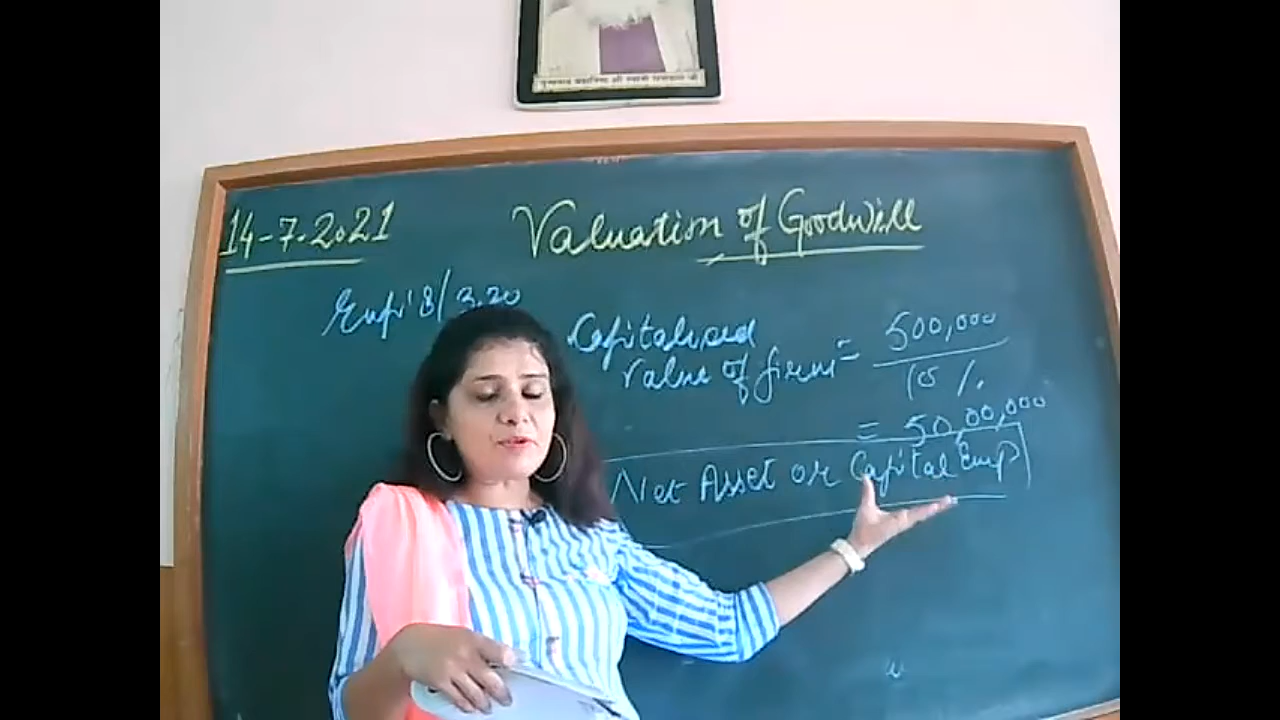 14-7-2021
Valuation of Goodwill
Capitalised
Value of firm = 500,000
10 %
= 50,00,000
Net Asset or Capital Emp